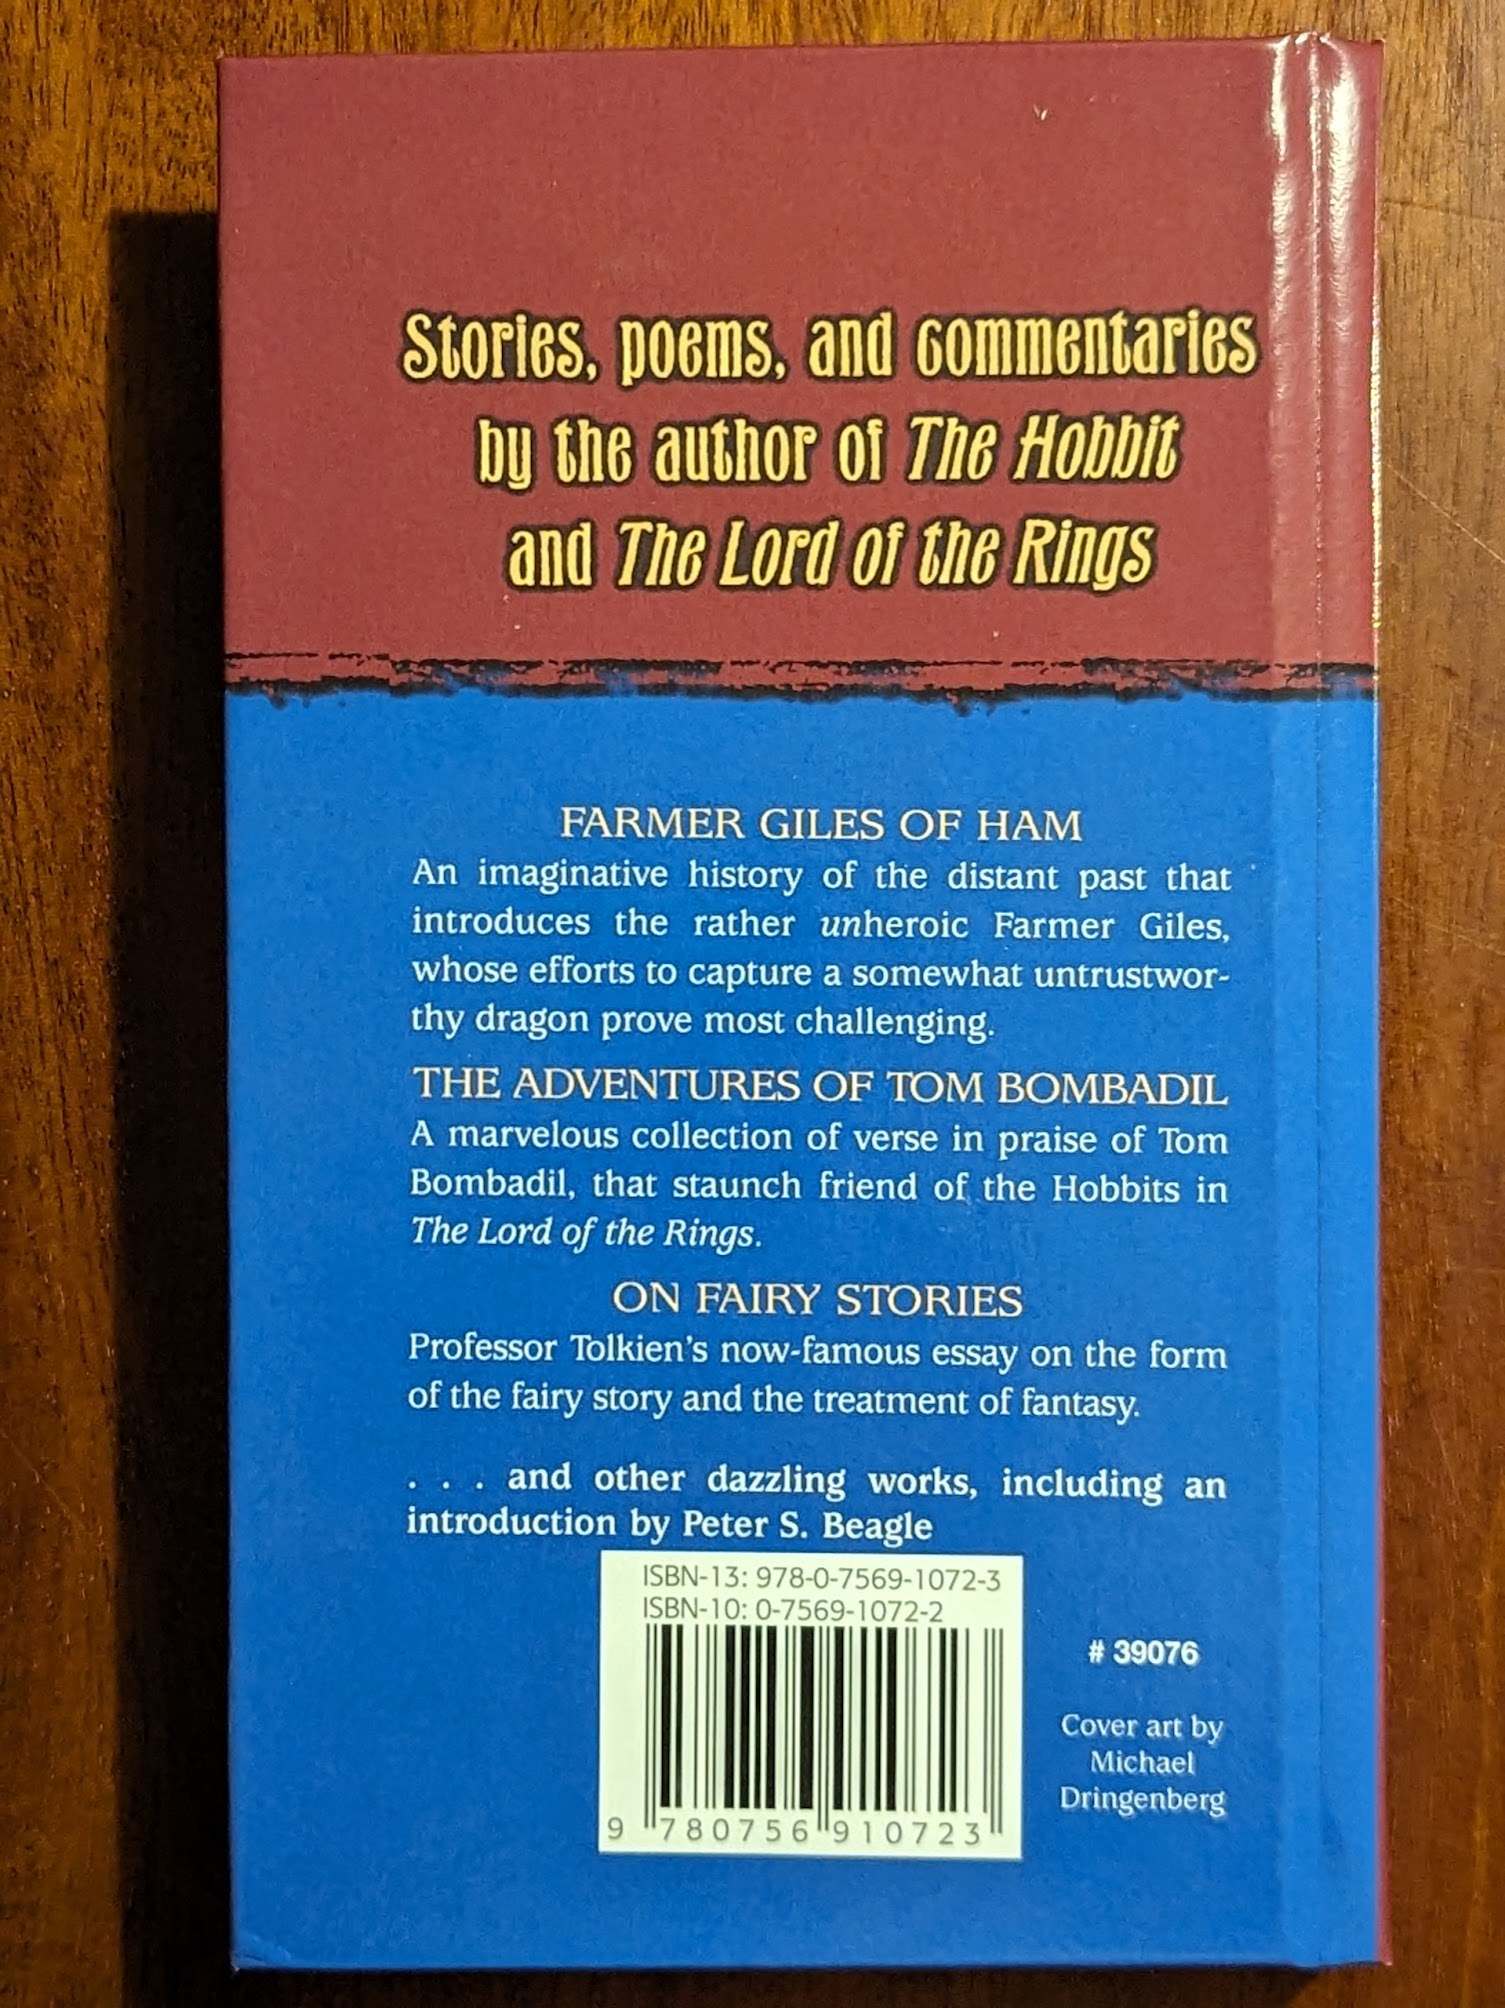 Stories, poems, and commentaries
by the author of The Hobbit
and The Lord of the Rings
FARMER GILES OF HAM
An imaginative history of the distant past that
introduces the rather unheroic Farmer Giles,
whose efforts to capture a somewhat untrustwor-
thy dragon prove most challenging.
THE ADVENTURES OF TOM BOMBADIL
A marvelous collection of verse in praise of Tom
Bombadil, that staunch friend of the Hobbits in
The Lord of the Rings.
ON FAIRY STORIES
Professor Tolkien's now-famous essay on the form
of the fairy story and the treatment of fantasy.
. . . and other dazzling works, including an
introduction by Peter S. Beagle
ISBN-13: 978-0-7569-1072-3
ISBN-10: 0-7569-1072-2
9 780756 910723
# 39076
Cover art by
Michael
Dringenberg